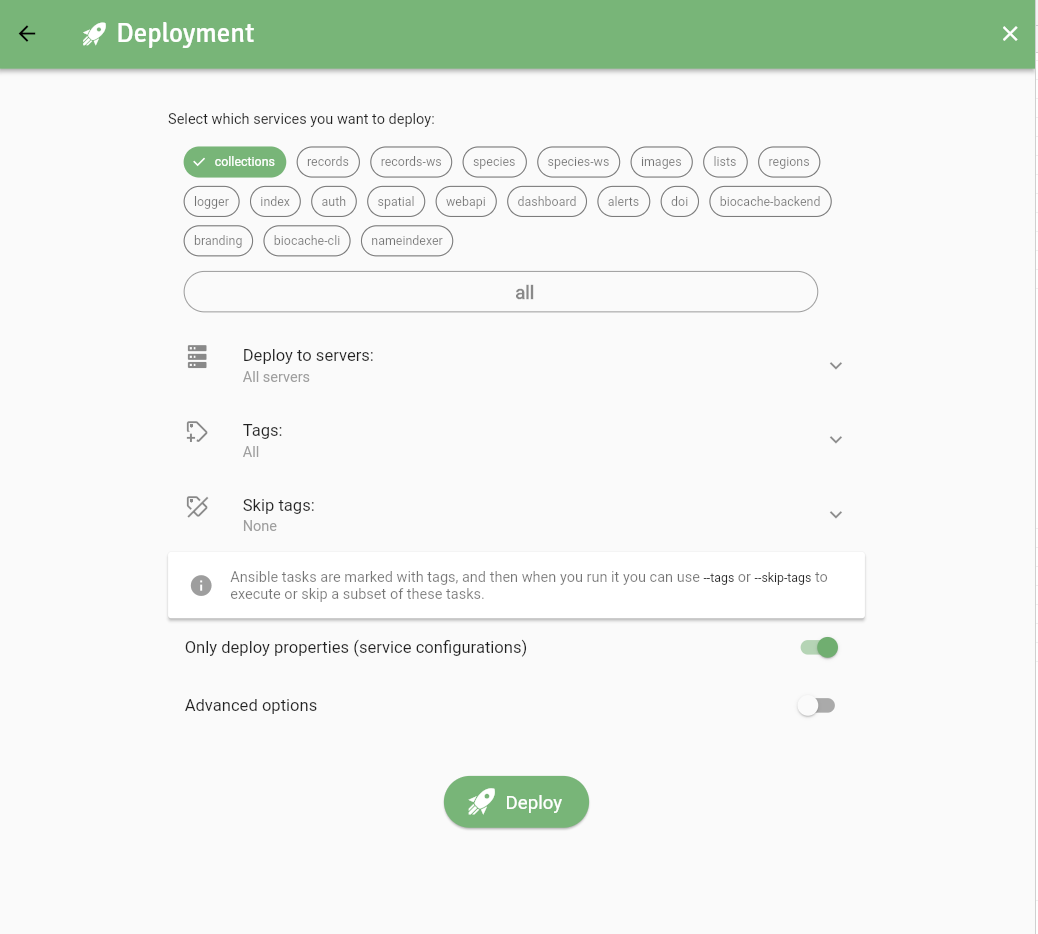 Deployment
Select which services you want to deploy:
collections records records-ws species species-ws images lists regions
logger index auth spatial webapi dashboard alerts doi biocache-backend
branding biocache-cli nameindexer
all
Deploy to servers:
All servers
Tags:
All
Skip tags:
None
Ansible tasks are marked with tags, and then when you run it you can use --tags or --skip-tags to
execute or skip a subset of these tasks.
Only deploy properties (service configurations)
Advanced options
Deploy